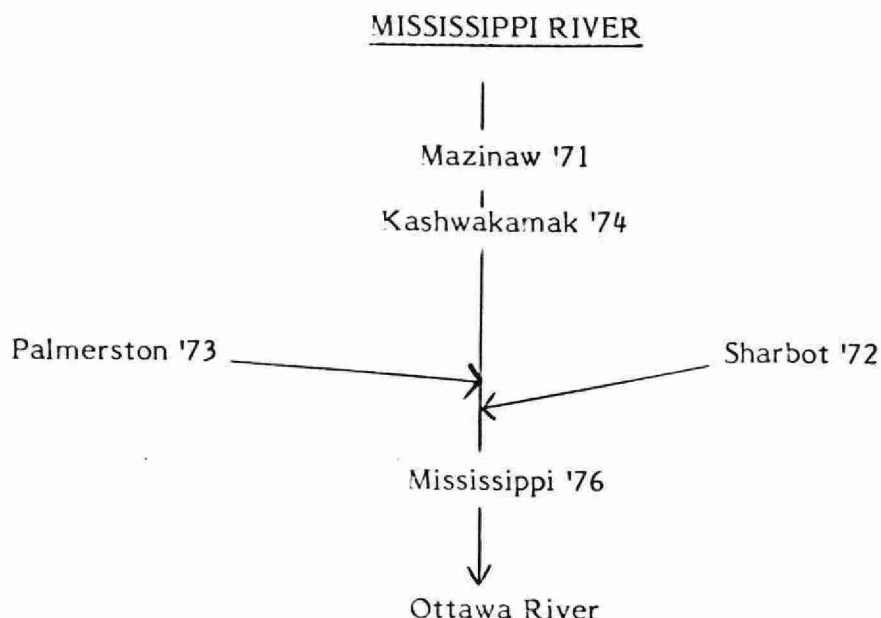 MISSISSIPPI RIVER
Mazinaw '71
Kashwakamak '74
Palmerston '73
Sharbot '72
Mississippi '76
Ottawa River